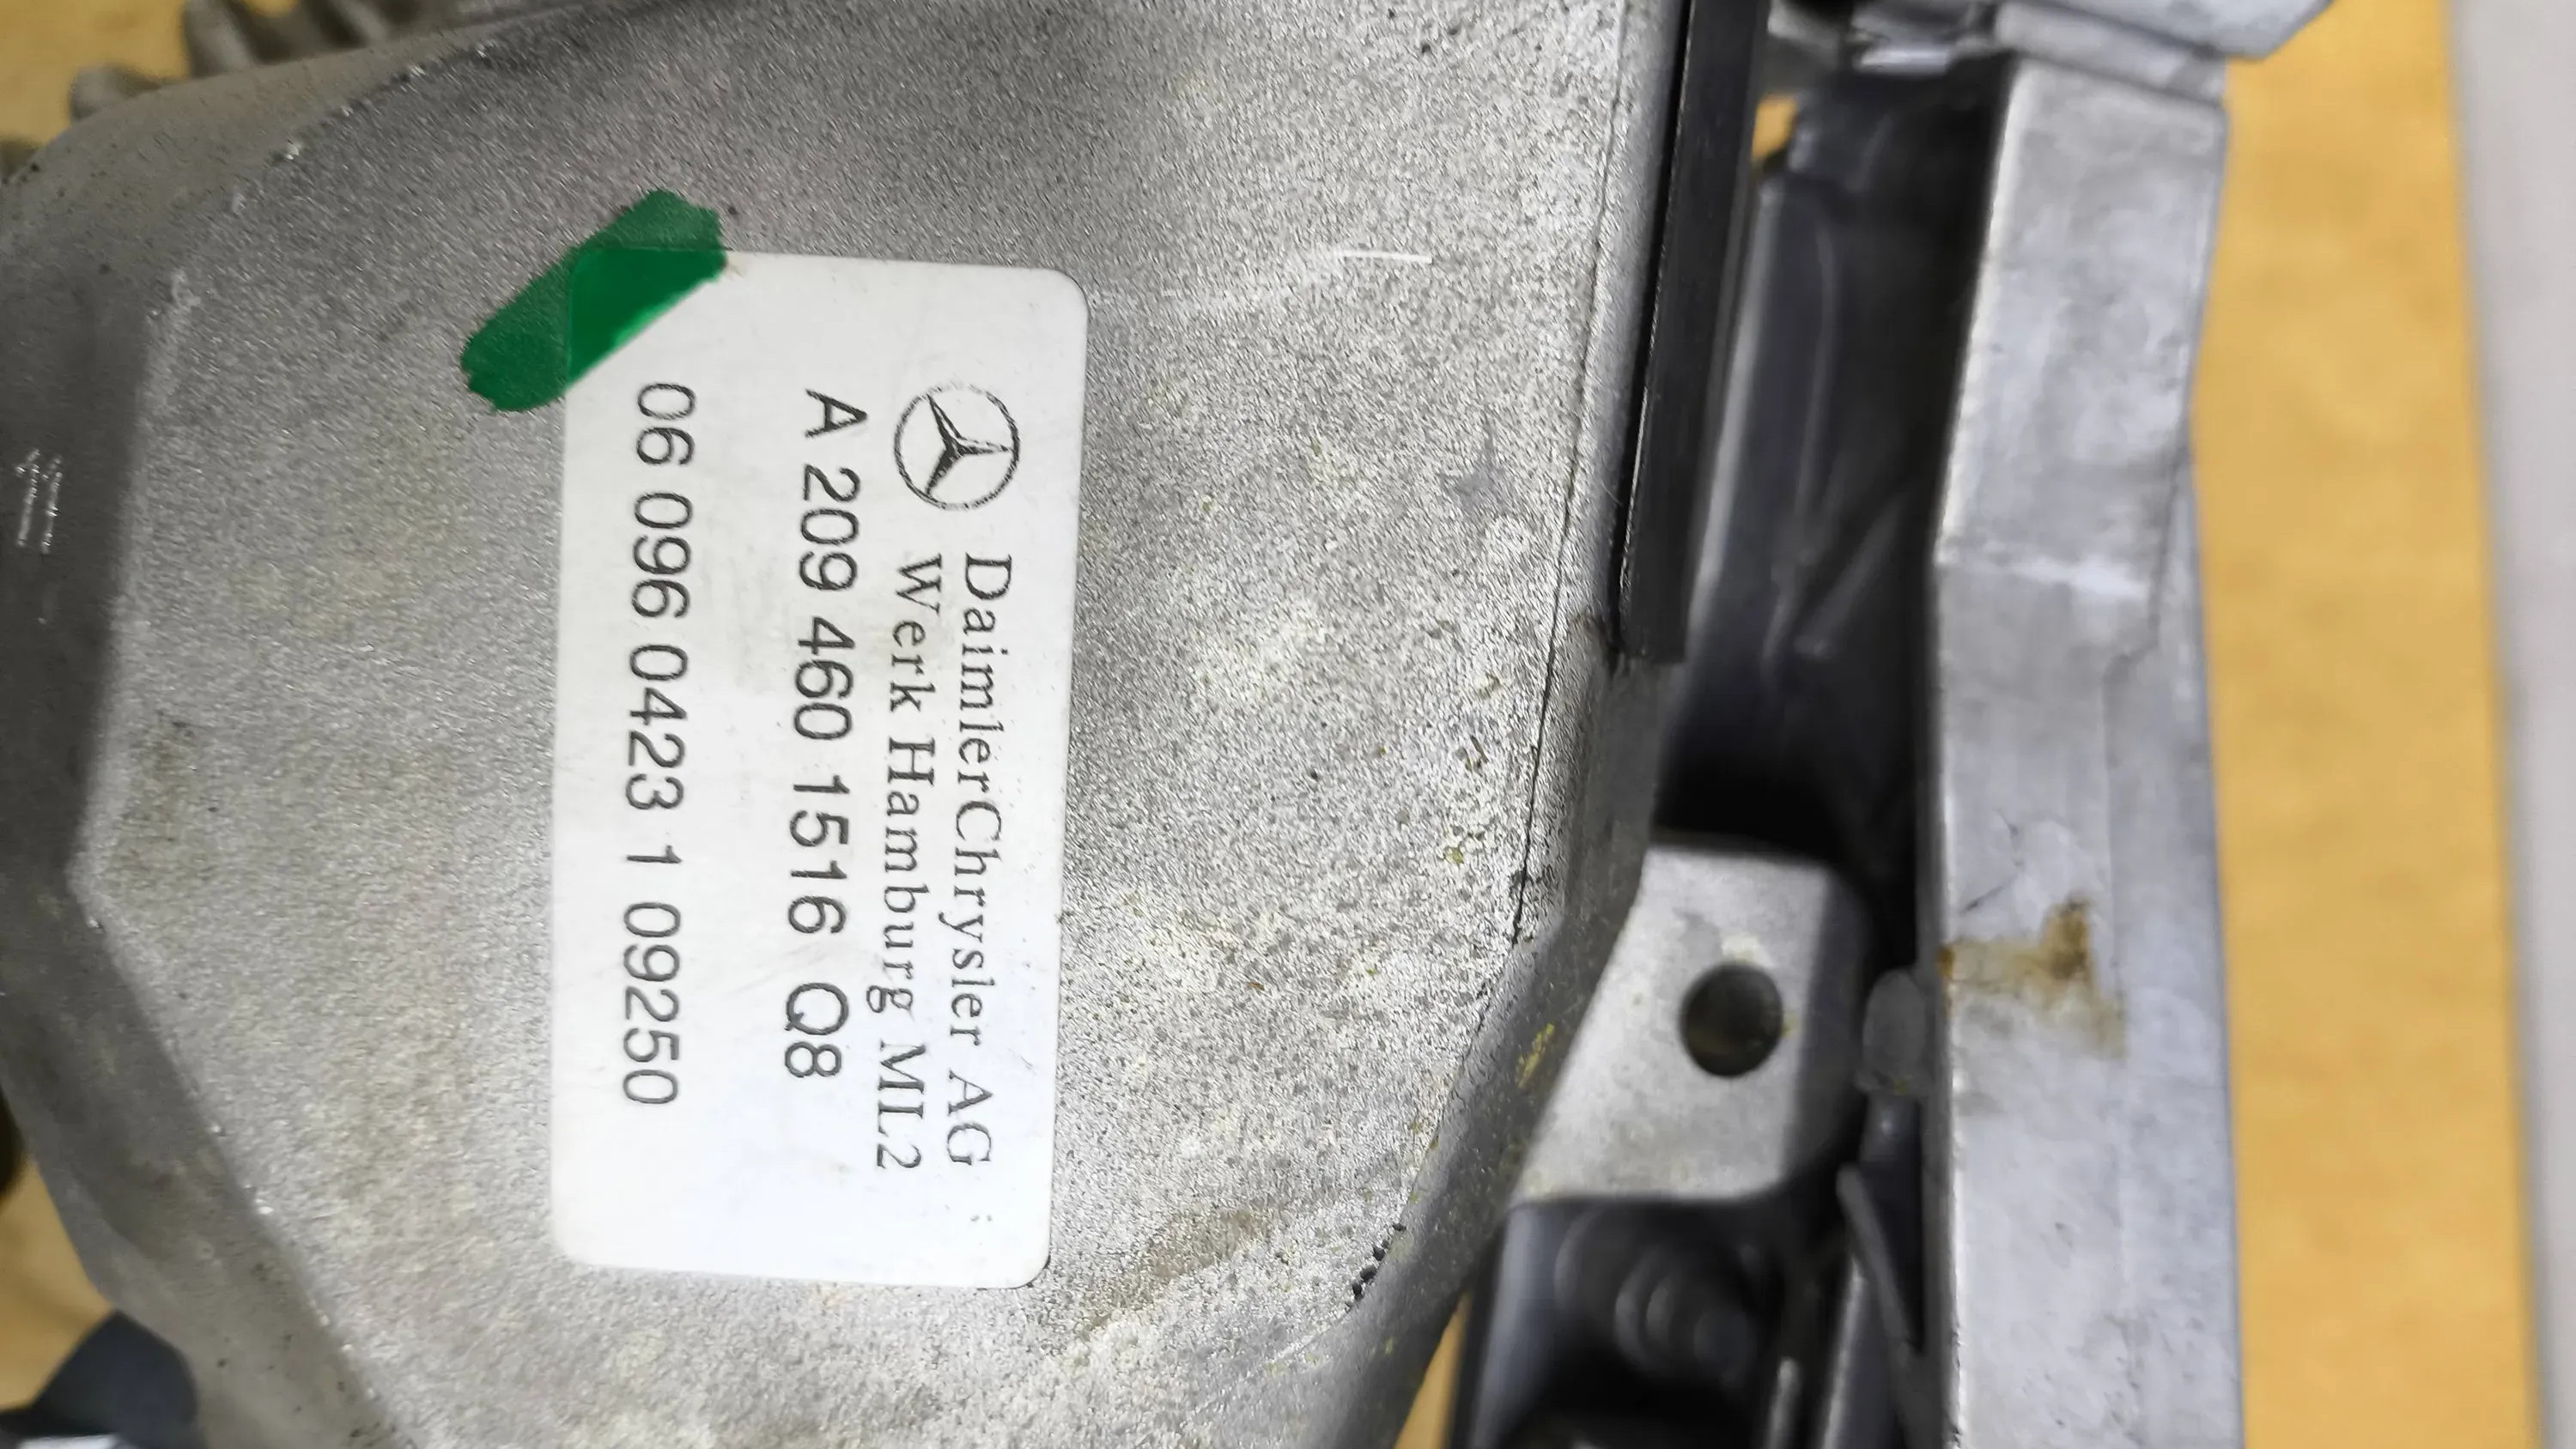 DaimlerChrysler AG
Werk Hamburg ML2
A 209 460 1516 Q8
06 096 0423 1 09250